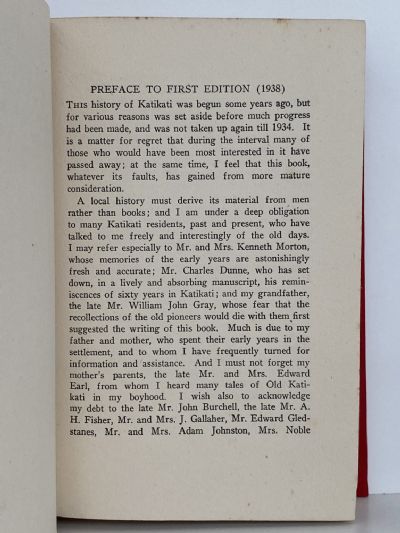 PREFACE TO FIRST EDITION (1938)
THIS history of Katikati was begun some years ago, but
for various reasons was set aside before much progress
had been made, and was not taken up again till 1934. It
is a matter for regret that during the interval many of
those who would have been most interested in it have
passed away; at the same time, I feel that this book,
whatever its faults, has gained from more mature
consideration.
A local history must derive its material from men
rather than books; and I am under a deep obligation
to many Katikati residents, past and present, who have
talked to me freely and interestingly of the old days.
I may refer especially to Mr. and Mrs. Kenneth Morton,
whose memories of the early years are astonishingly
fresh and accurate; Mr. Charles Dunne, who has set
down, in a lively and absorbing manuscript, his remin-
iscences of sixty years in Katikati; and my grandfather,
the late Mr. William John Gray, whose fear that the
recollections of the old pioneers would die with them first
suggested the writing of this book. Much is due to my
father and mother, who spent their early years in the
settlement, and to whom I have frequently turned for
information and assistance. And I must not forget my
mother's parents, the late Mr. and Mrs. Edward
Earl, from whom I heard many tales of Old Kati-
kati in my boyhood. I wish also to acknowledge
my debt to the late Mr. John Burchell, the late Mr. A.
H. Fisher, Mr. and Mrs. J. Gallaher, Mr. Edward Gled-
stanes, Mr. and Mrs. Adam Johnston, Mrs. Noble